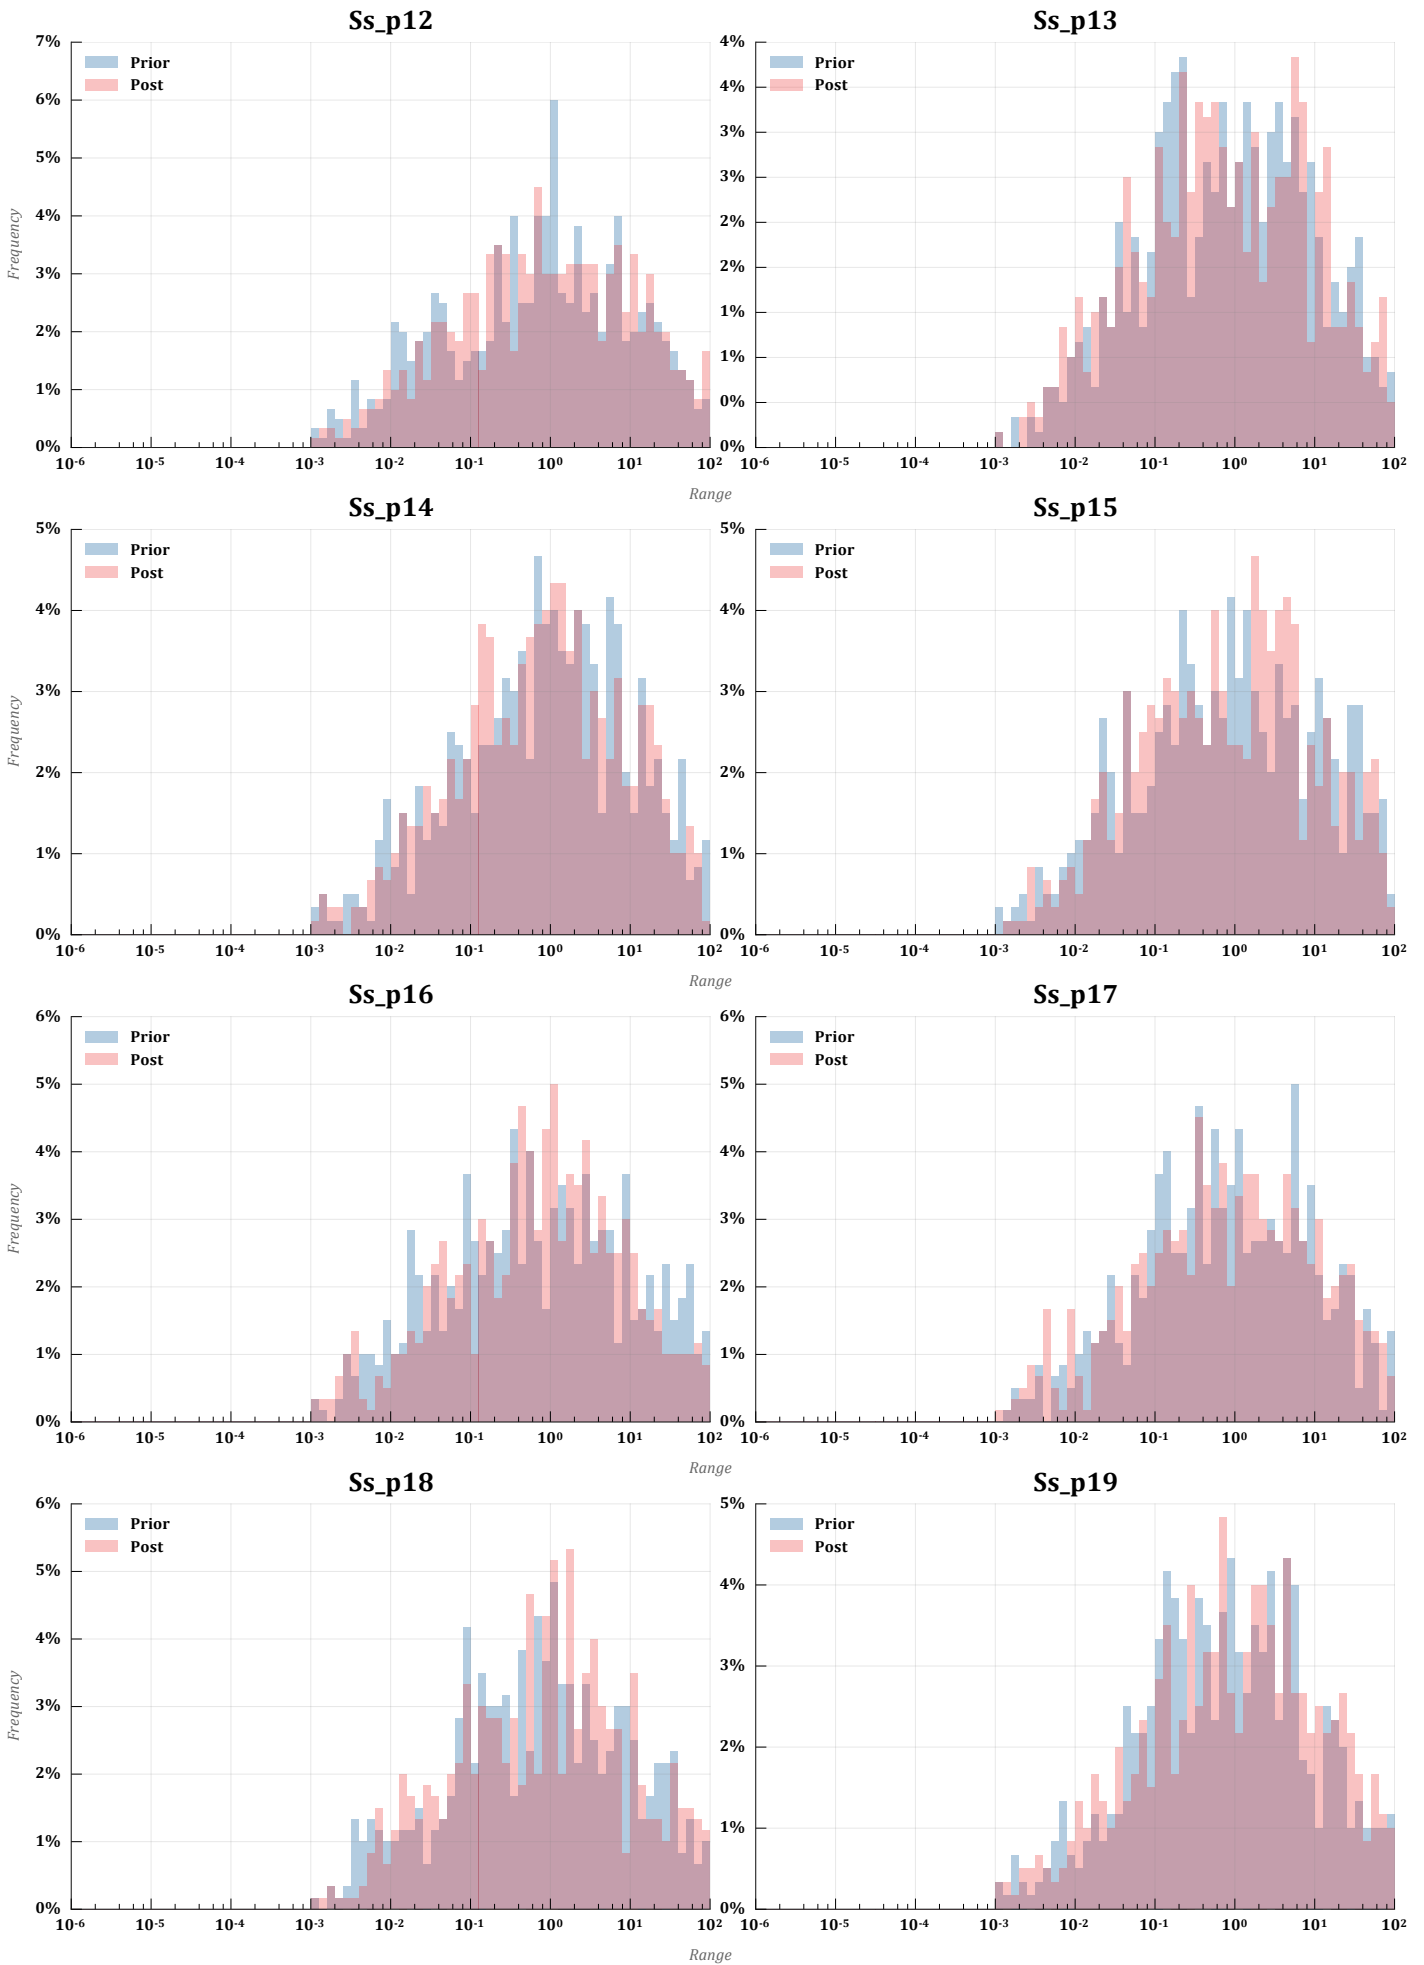 Ss_p12 Ss_p13
7% 4%
Prior Prior
Post Post
6% 4%
5% 3%
4% 3%
Frequency
3% 2%
2% 2%
1% 1%
1%
0%
0% 0%
10-6 10-5 10-4 10-3 10-2 10-1 100 101 102 10-6 10-5 10-4 10-3 10-2 10-1 100 101 102
Range
Ss_p14 Ss_p15
5% 5%
Prior Prior
Post Post
4% 4%
3% 3%
Frequency
2% 2%
1% 1%
0% 0%
10-6 10-5 10-4 10-3 10-2 10-1 100 101 102 10-6 10-5 10-4 10-3 10-2 10-1 100 101 102
Range
Ss_p16 Ss_p17
6% 6%
Prior Prior
Post Post
5% 5%
4% 4%
Frequency
3% 3%
2% 2%
1% 1%
0% 0%
10-6 10-5 10-4 10-3 10-2 10-1 100 101 102 10-6 10-5 10-4 10-3 10-2 10-1 100 101 102
Range
Ss_p18 Ss_p19
6% 5%
Prior Prior
Post Post
5% 4%
4% 3%
Frequency
3% 2%
2% 1%
1%
0% 0%
10-6 10-5 10-4 10-3 10-2 10-1 100 101 102 10-6 10-5 10-4 10-3 10-2 10-1 100 101 102
Range